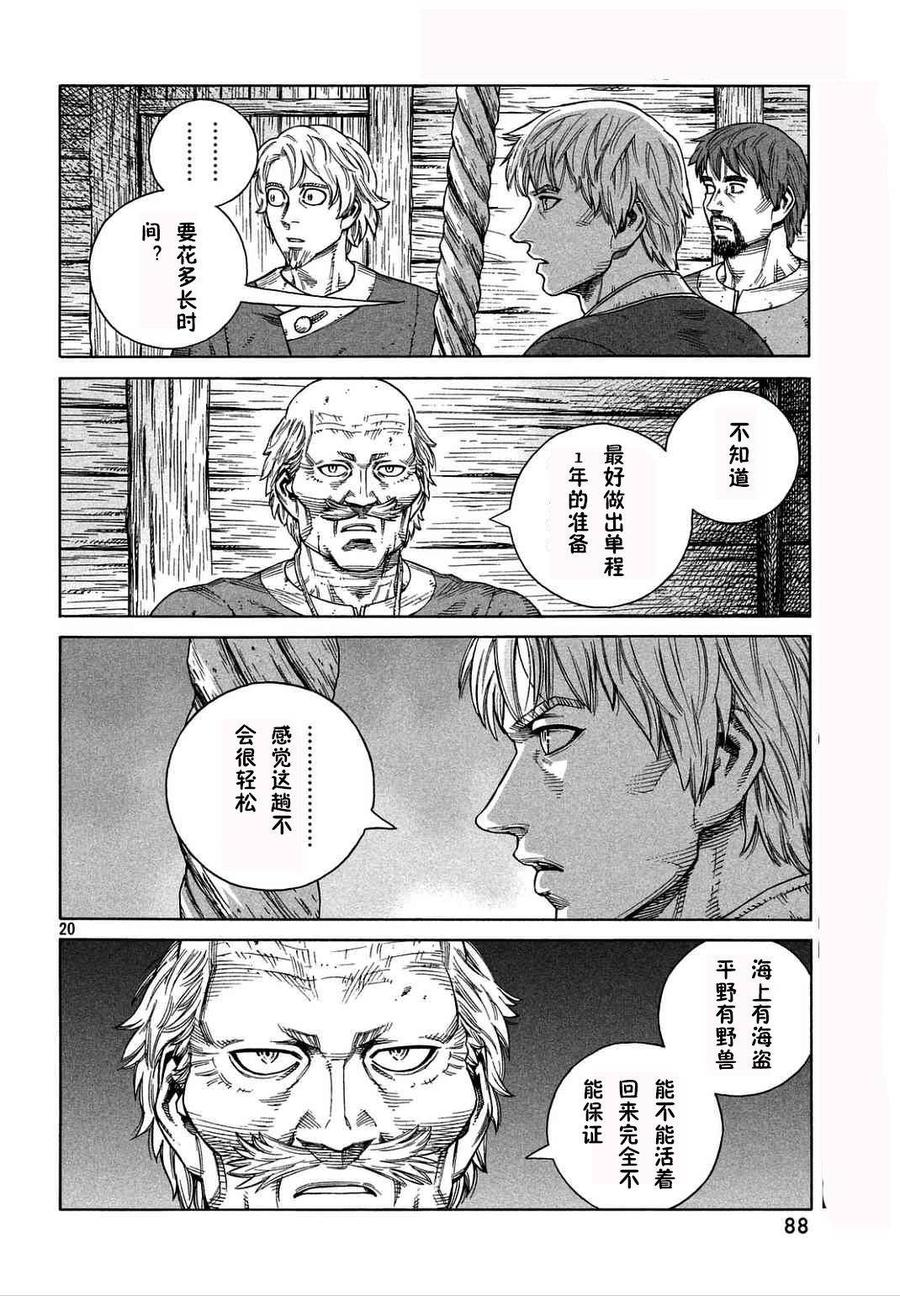 ………
………
要花多长时
间？
不知道
最好做出单程
1年的准备
………………
感觉这趟不
会很轻松
20
海上有海盗
平野有野兽
能不能活着
回来完全不
能保证
88